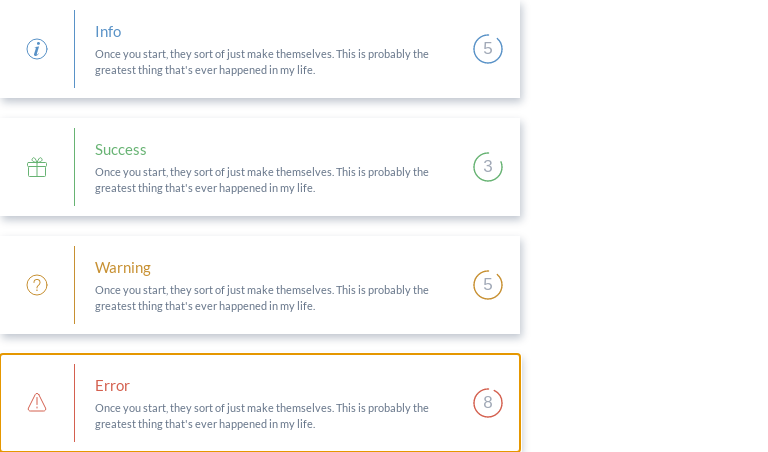 Info
Once you start, they sort of just make themselves. This is probably the
greatest thing that's ever happened in my life.
5
Success
Once you start, they sort of just make themselves. This is probably the
greatest thing that's ever happened in my life.
3
Warning
Once you start, they sort of just make themselves. This is probably the
greatest thing that's ever happened in my life.
5
Error
Once you start, they sort of just make themselves. This is probably the
greatest thing that's ever happened in my life.
8